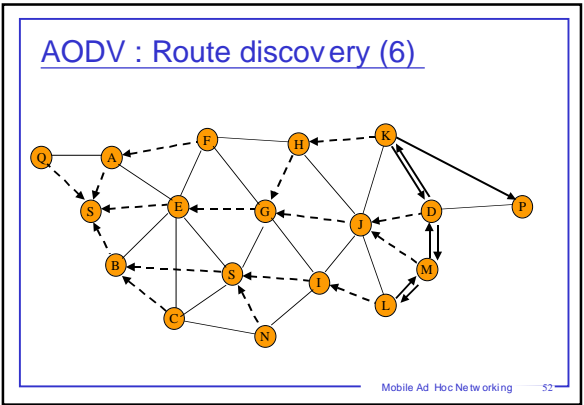 AODV : Route discovery (6)
K
F
H
Q
A
S
E
G
D
P
J
B
S
M
I
L
C
N
Mobile Ad Hoc Networking 52